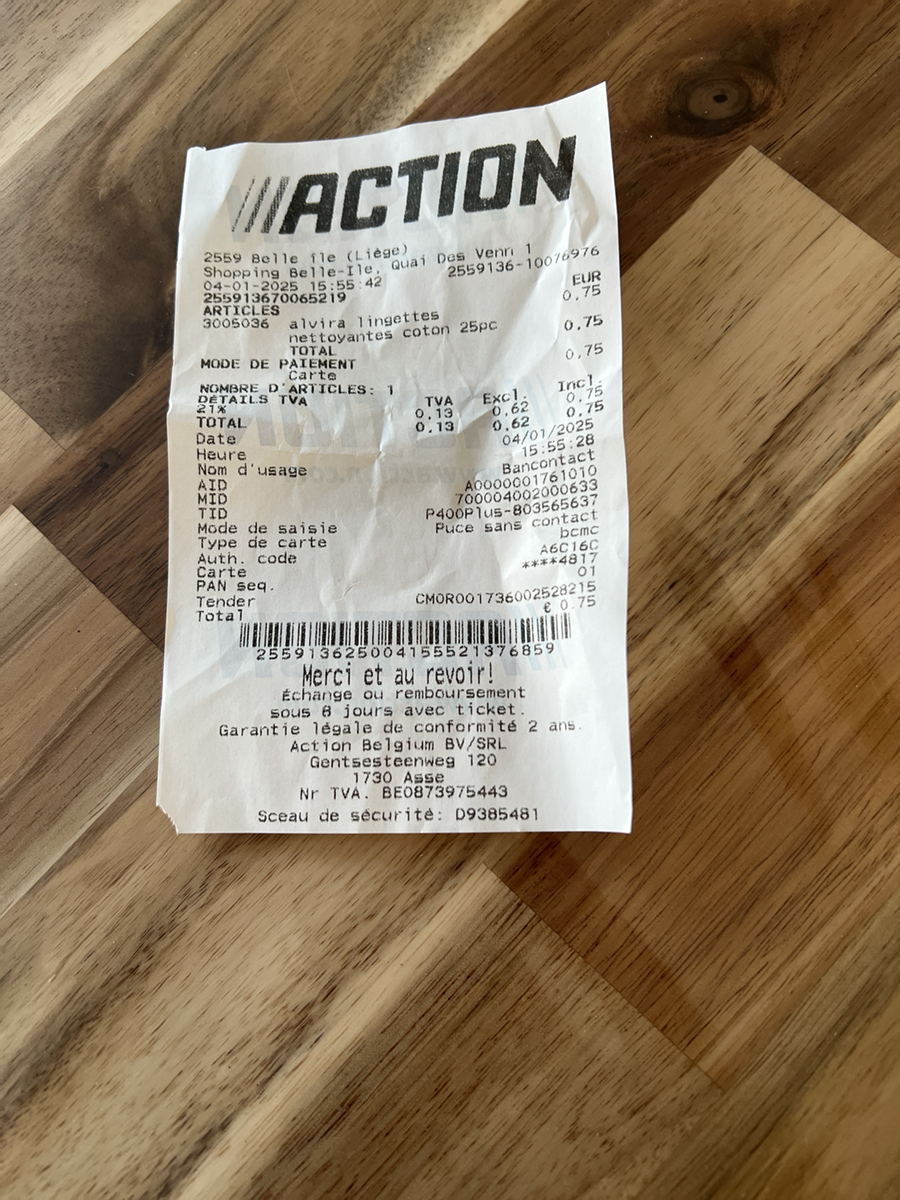 ACTION
2559 Belle île (Liège)
Shopping Belle-Ile, Quai Des Venn 1
04-01-2025 15:55:42 2559136-10076976
255913670065219 EUR
ARTICLES 0,75
3005036 alvira lingettes
nettoyantes coton 25pc 0,75
TOTAL
MODE DE PAIEMENT 0,75
Carte
NOMBRE D'ARTICLES: 1
DÉTAILS TVA TVA Excl. Incl.
21% 0,13 0,62 0,75
TOTAL 0,13 0,62 0,75
Date 04/01/2025
Heure 15:55:28
Nom d'usage Bancontact
AID A0000001761010
MID 700004002000633
TID P400Plus-803565637
Mode de saisie Puce sans contact
Type de carte bcmc
Auth. code A6C16C
Carte ****4817
PAN seq. 01
Tender CM0R001736002528215
Total € 0.75
2559136250041555521376859
Merci et au revoir!
Échange ou remboursement
sous 8 jours avec ticket.
Garantie légale de conformité 2 ans.
Action Belgium BV/SRL
Gentsesteenweg 120
1730 Asse
Nr TVA. BE0873975443
Sceau de sécurité: D9385481